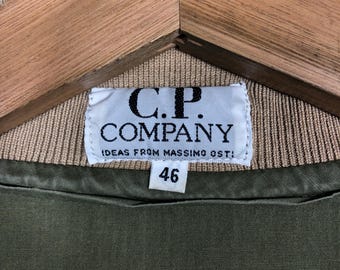 C.P.
COMPANY
IDEAS FROM MASSIMO OSTI
46